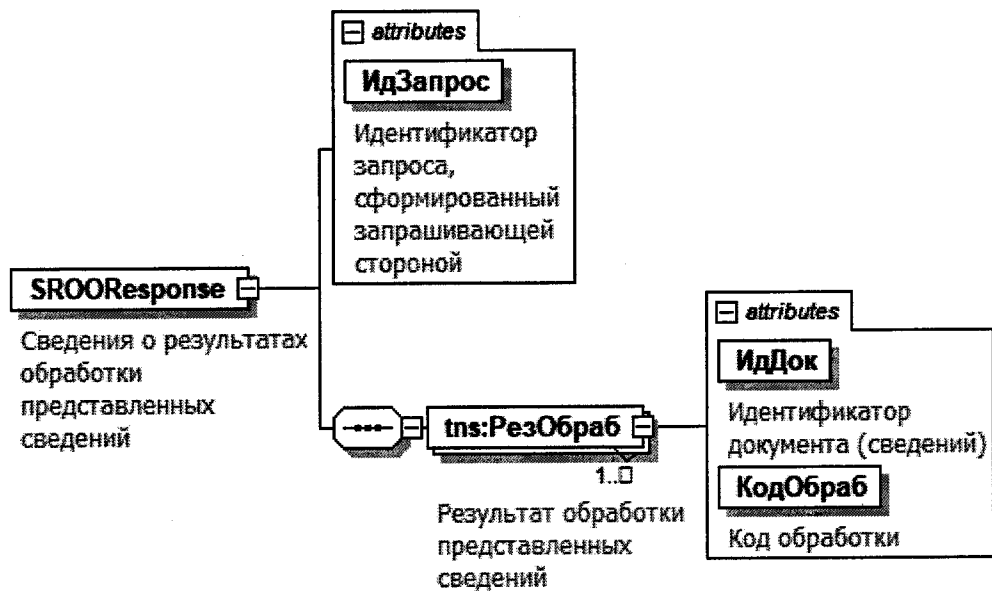 attributes
ИдЗапрос
Идентификатор
запроса,
сформированный
запрашивающей
стороной
SROOResponse
Сведения о результатах
обработки
представленных
сведений
attributes
ИдДок
Идентификатор
документа (сведений)
КодОбраб
Код обработки
tns:РезОбраб
1..□
Результат обработки
представленных
сведений